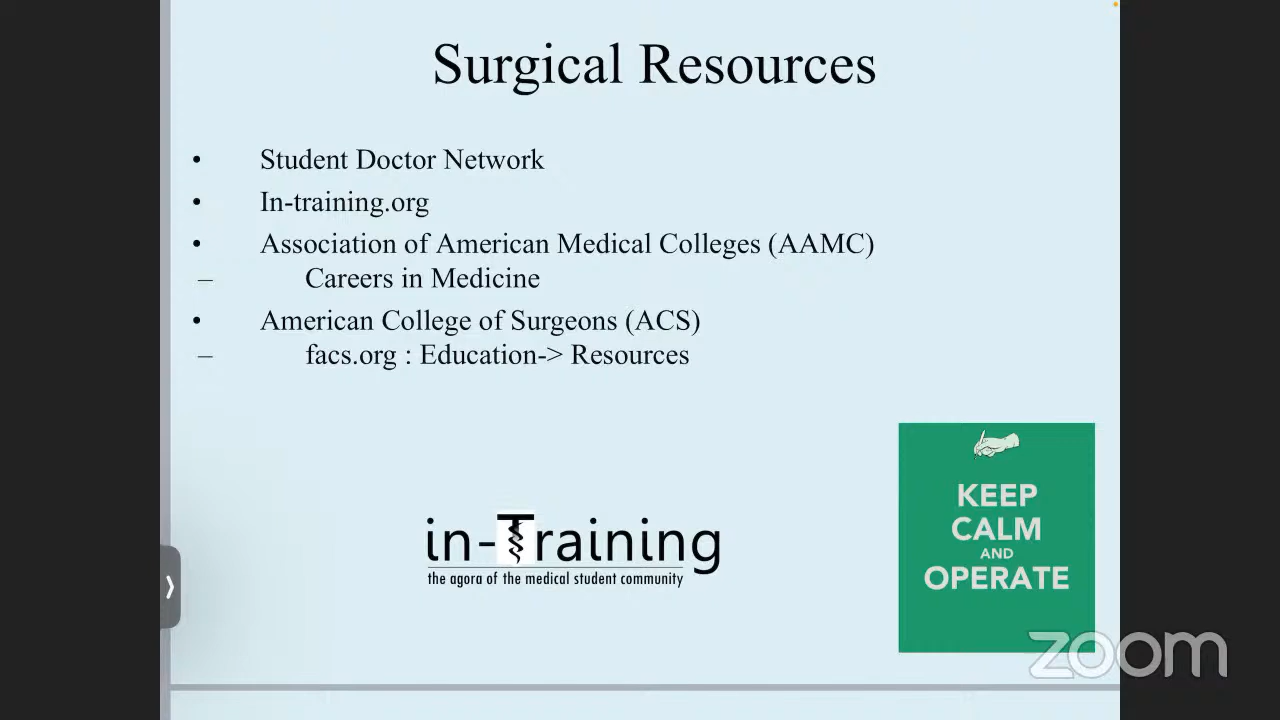 Surgical Resources
• Student Doctor Network
• In-training.org
• Association of American Medical Colleges (AAMC)
– Careers in Medicine
• American College of Surgeons (ACS)
– facs.org : Education-> Resources
in-Training
the agora of the medical student community
KEEP
CALM
AND
OPERATE
zoom